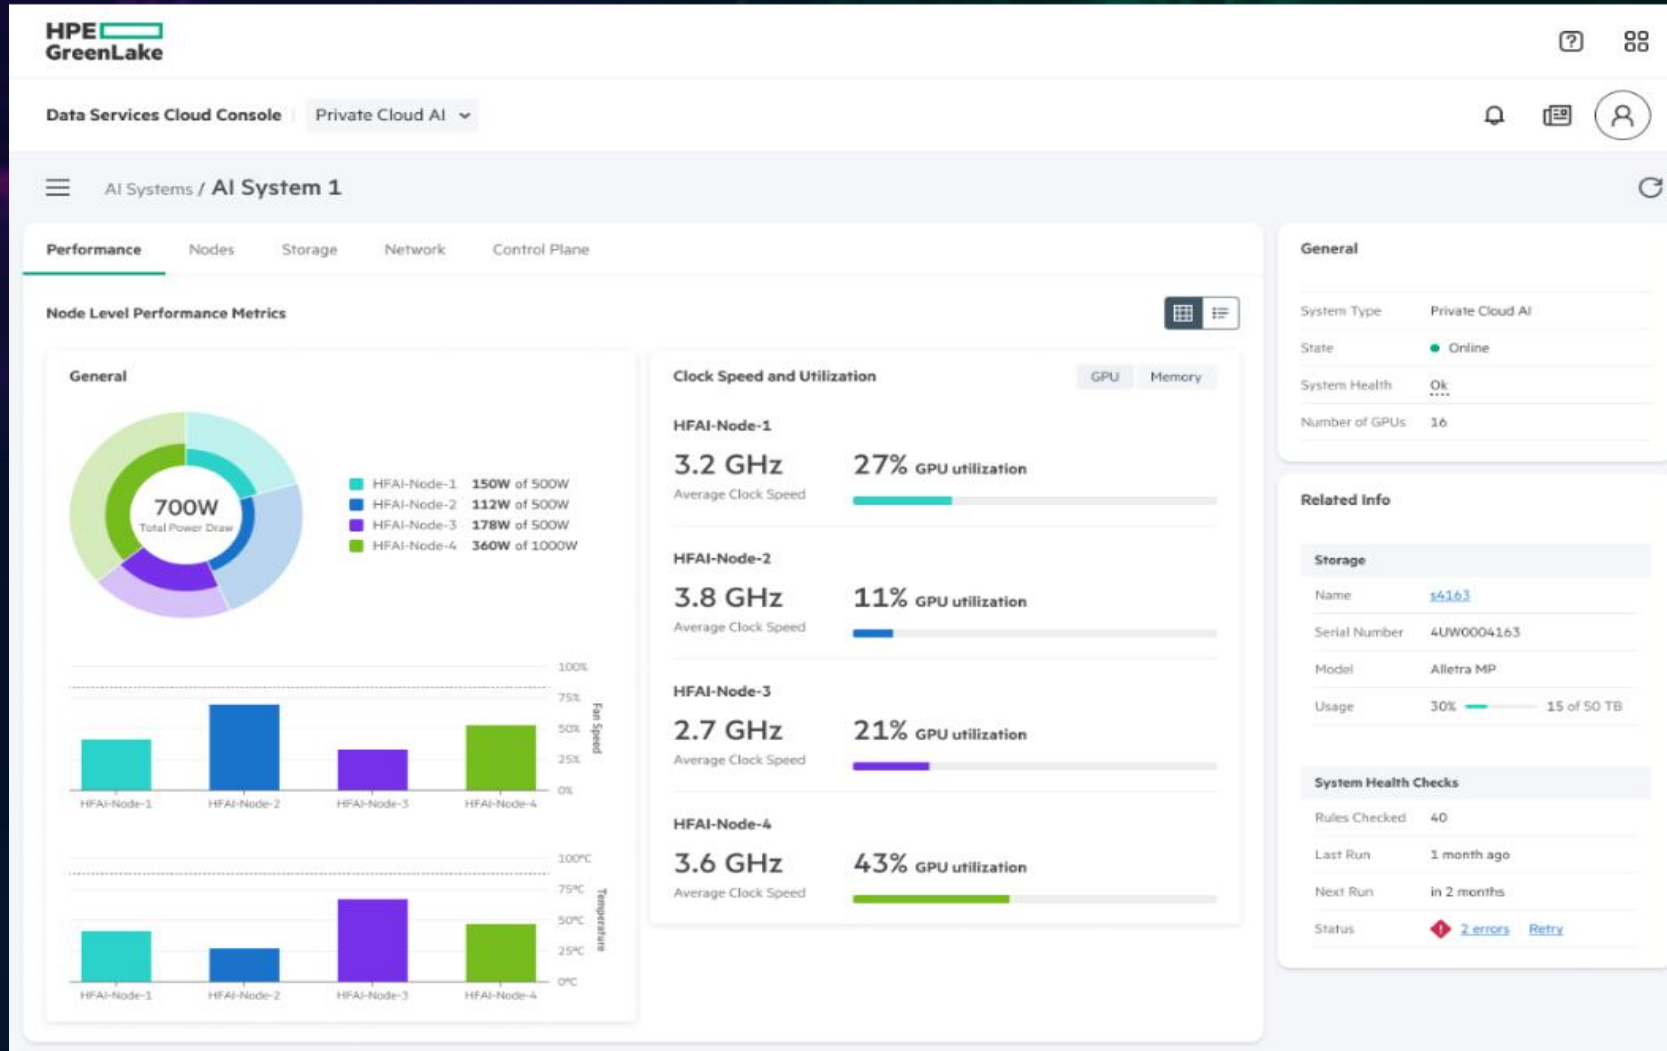 HPE
GreenLake
Data Services Cloud Console
Private Cloud AI
AI Systems / AI System 1
Performance
Nodes
Storage
Network
Control Plane
Node Level Performance Metrics
General
700W
Total Power Draw
HFAI-Node-1 150W of 500W
HFAI-Node-2 112W of 500W
HFAI-Node-3 178W of 500W
HFAI-Node-4 360W of 1000W
100%
75%
50%
25%
0%
Fan Speed
HFAI-Node-1
HFAI-Node-2
HFAI-Node-3
HFAI-Node-4
100°C
75°C
50°C
25°C
0°C
Temperature
HFAI-Node-1
HFAI-Node-2
HFAI-Node-3
HFAI-Node-4
Clock Speed and Utilization
GPU
Memory
HFAI-Node-1
3.2 GHz
27% GPU utilization
Average Clock Speed
HFAI-Node-2
3.8 GHz
11% GPU utilization
Average Clock Speed
HFAI-Node-3
2.7 GHz
21% GPU utilization
Average Clock Speed
HFAI-Node-4
3.6 GHz
43% GPU utilization
Average Clock Speed
General
System Type Private Cloud AI
State Online
System Health Ok
Number of GPUs 16
Related Info
Storage
Name s4163
Serial Number 4UW0004163
Model Alletra MP
Usage 30% 15 of 50 TB
System Health Checks
Rules Checked 40
Last Run 1 month ago
Next Run in 2 months
Status 2 errors Retry